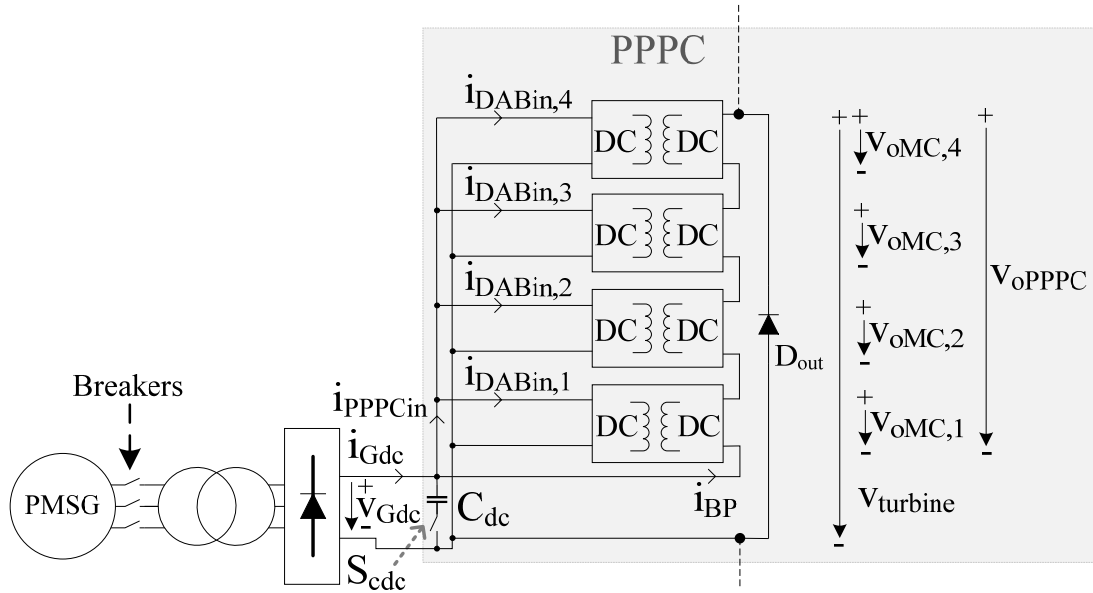 PPPC
iDABin,4
DC DC
+ + +
voMC,4
-
iDABin,3
DC DC
+
voMC,3
-
voPPPC
iDABin,2
DC DC
+
voMC,2
-
Dout
iDABin,1
DC DC
+
voMC,1
- -
Breakers
iPPPCin
iGdc
PMSG
+
vGdc
-
Cdc
iBP
vturbine
-
Scdc